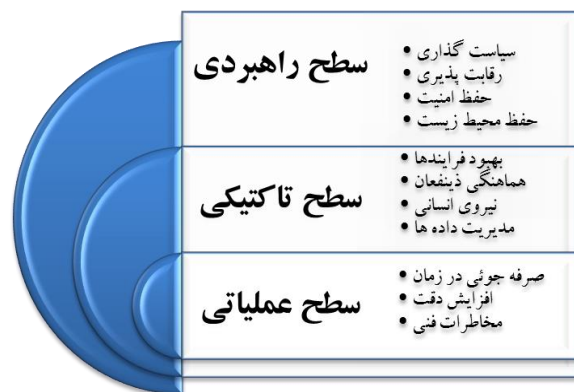 سطح راهبردی
• سیاست گذاری
• رقابت پذیری
• حفظ امنیت
• حفظ محیط زیست
سطح تاکتیکی
• بهبود فرایندها
• هماهنگی ذینفعان
• نیروی انسانی
• مدیریت داده ها
سطح عملیاتی
• صرفه جوئی در زمان
• افزایش دقت
• مخاطرات فنی